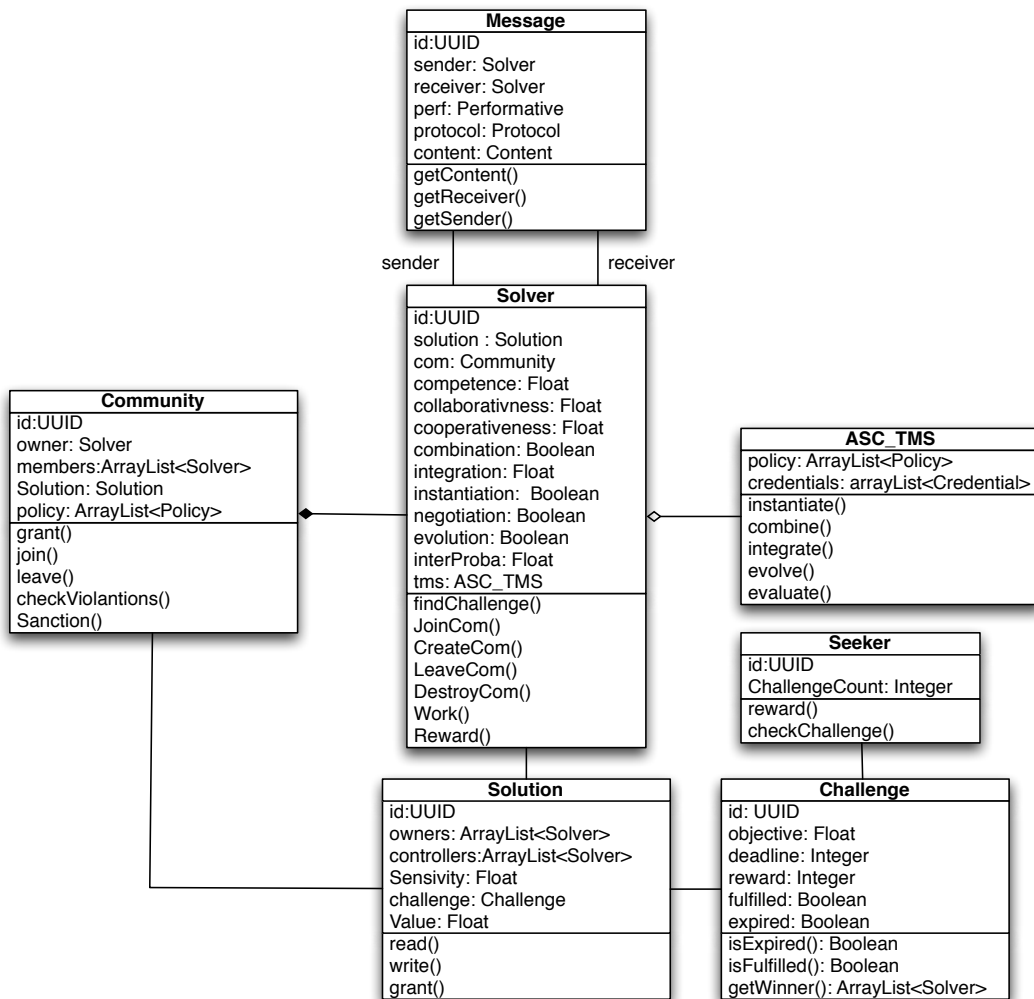 Message
id:UUID
sender: Solver
receiver: Solver
perf: Performative
protocol: Protocol
content: Content
getContent()
getReceiver()
getSender()
sender
receiver
Solver
id:UUID
solution : Solution
com: Community
competence: Float
collaborativness: Float
cooperativeness: Float
combination: Boolean
integration: Float
instantiation: Boolean
negotiation: Boolean
evolution: Boolean
interProba: Float
tms: ASC_TMS
findChallenge()
JoinCom()
CreateCom()
LeaveCom()
DestroyCom()
Work()
Reward()
Community
id:UUID
owner: Solver
members:ArrayList<Solver>
Solution: Solution
policy: ArrayList<Policy>
grant()
join()
leave()
checkViolantions()
Sanction()
ASC_TMS
policy: ArrayList<Policy>
credentials: arrayList<Credential>
instantiate()
combine()
integrate()
evolve()
evaluate()
Seeker
id:UUID
ChallengeCount: Integer
reward()
checkChallenge()
Solution
id:UUID
owners: ArrayList<Solver>
controllers:ArrayList<Solver>
Sensivity: Float
challenge: Challenge
Value: Float
read()
write()
grant()
Challenge
id: UUID
objective: Float
deadline: Integer
reward: Integer
fulfilled: Boolean
expired: Boolean
isExpired(): Boolean
isFulfilled(): Boolean
getWinner(): ArrayList<Solver>